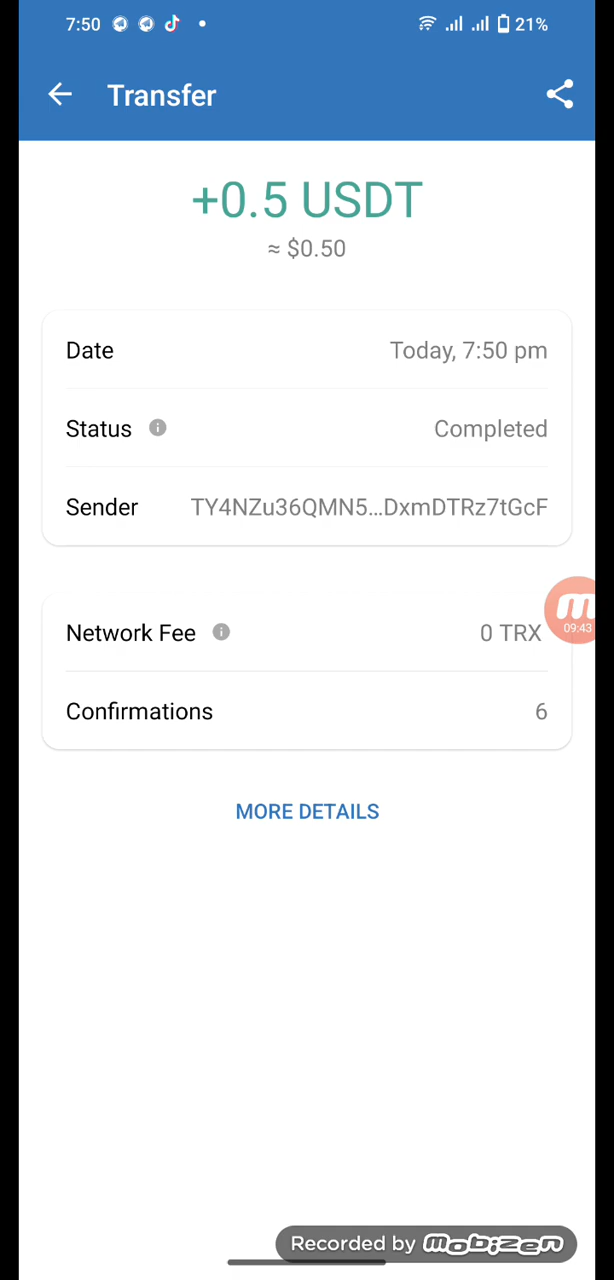 7:50 21%
Transfer
+0.5 USDT
≈ $0.50
Date Today, 7:50 pm
Status Completed
Sender TY4NZu36QMN5...DxmDTRz7tGcF
09:43
Network Fee 0 TRX
Confirmations 6
MORE DETAILS
Recorded by mobizen